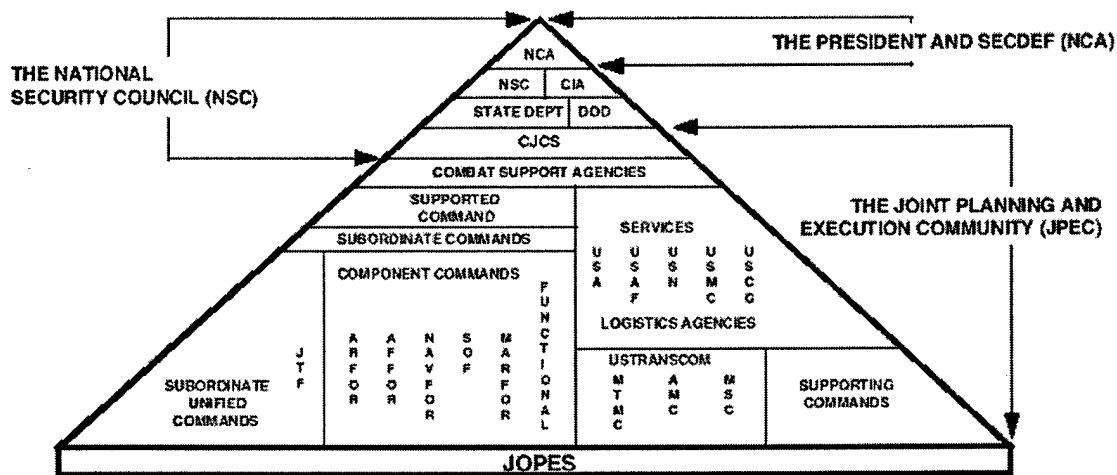 THE PRESIDENT AND SECDEF (NCA)
THE NATIONAL
SECURITY COUNCIL (NSC)
NCA
NSC CIA
STATE DEPT DOD
CJCS
COMBAT SUPPORT AGENCIES
SUPPORTED
COMMAND
SUBORDINATE COMMANDS
THE JOINT PLANNING AND
EXECUTION COMMUNITY (JPEC)
SERVICES
USA USAF USN USMC USCG
LOGISTICS AGENCIES
COMPONENT COMMANDS
JTF
ARFOR AFFOR NAVFOR SOF MARFOR FUNCTIONAL
SUBORDINATE
UNIFIED
COMMANDS
USTRANSCOM
MTMC AMC MSC
SUPPORTING
COMMANDS
JOPES